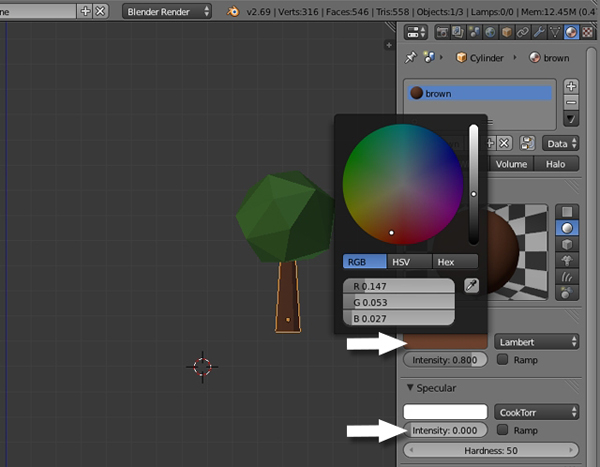 ne
Blender Render
v2.69 | Verts:316 | Faces:546 | Tris:558 | Objects:1/3 | Lamps:0/0 | Mem:12.45M (0.4
Cylinder
brown
brown
Data
Volume
Halo
RGB
HSV
Hex
R 0.147
G 0.053
B 0.027
Lambert
Intensity: 0.800
Ramp
Specular
CookTorr
Intensity: 0.000
Ramp
Hardness: 50